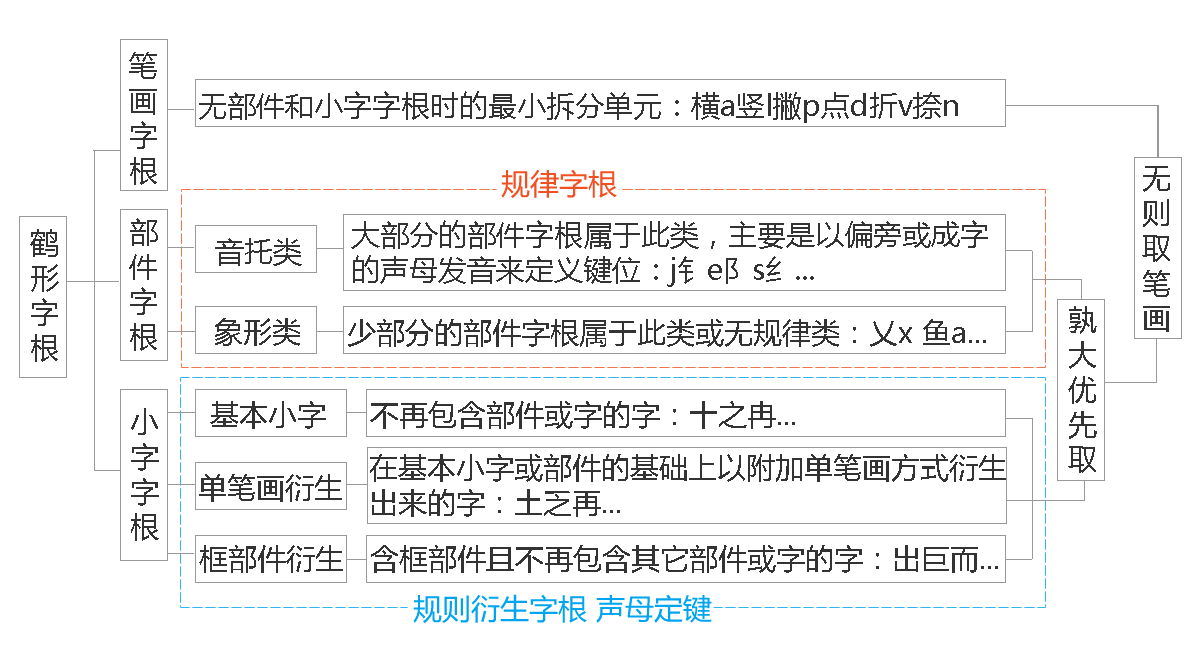 鹤形字根
笔画字根
无部件和小字字根时的最小拆分单元：横a竖l撇p点d折v捺n
规律字根
部件字根
音托类
大部分的部件字根属于此类，主要是以偏旁或成字
的声母发音来定义键位：j钅e阝s纟...
象形类
少部分的部件字根属于此类或无规律类：乂x 鱼a...
小字字根
基本小字
不再包含部件或字的字：十之冉...
单笔画衍生
在基本小字或部件的基础上以附加单笔画方式衍生
出来的字：土乏再...
框部件衍生
含框部件且不再包含其它部件或字的字：出巨而...
规则衍生字根 声母定键
孰大优先取
无则取笔画